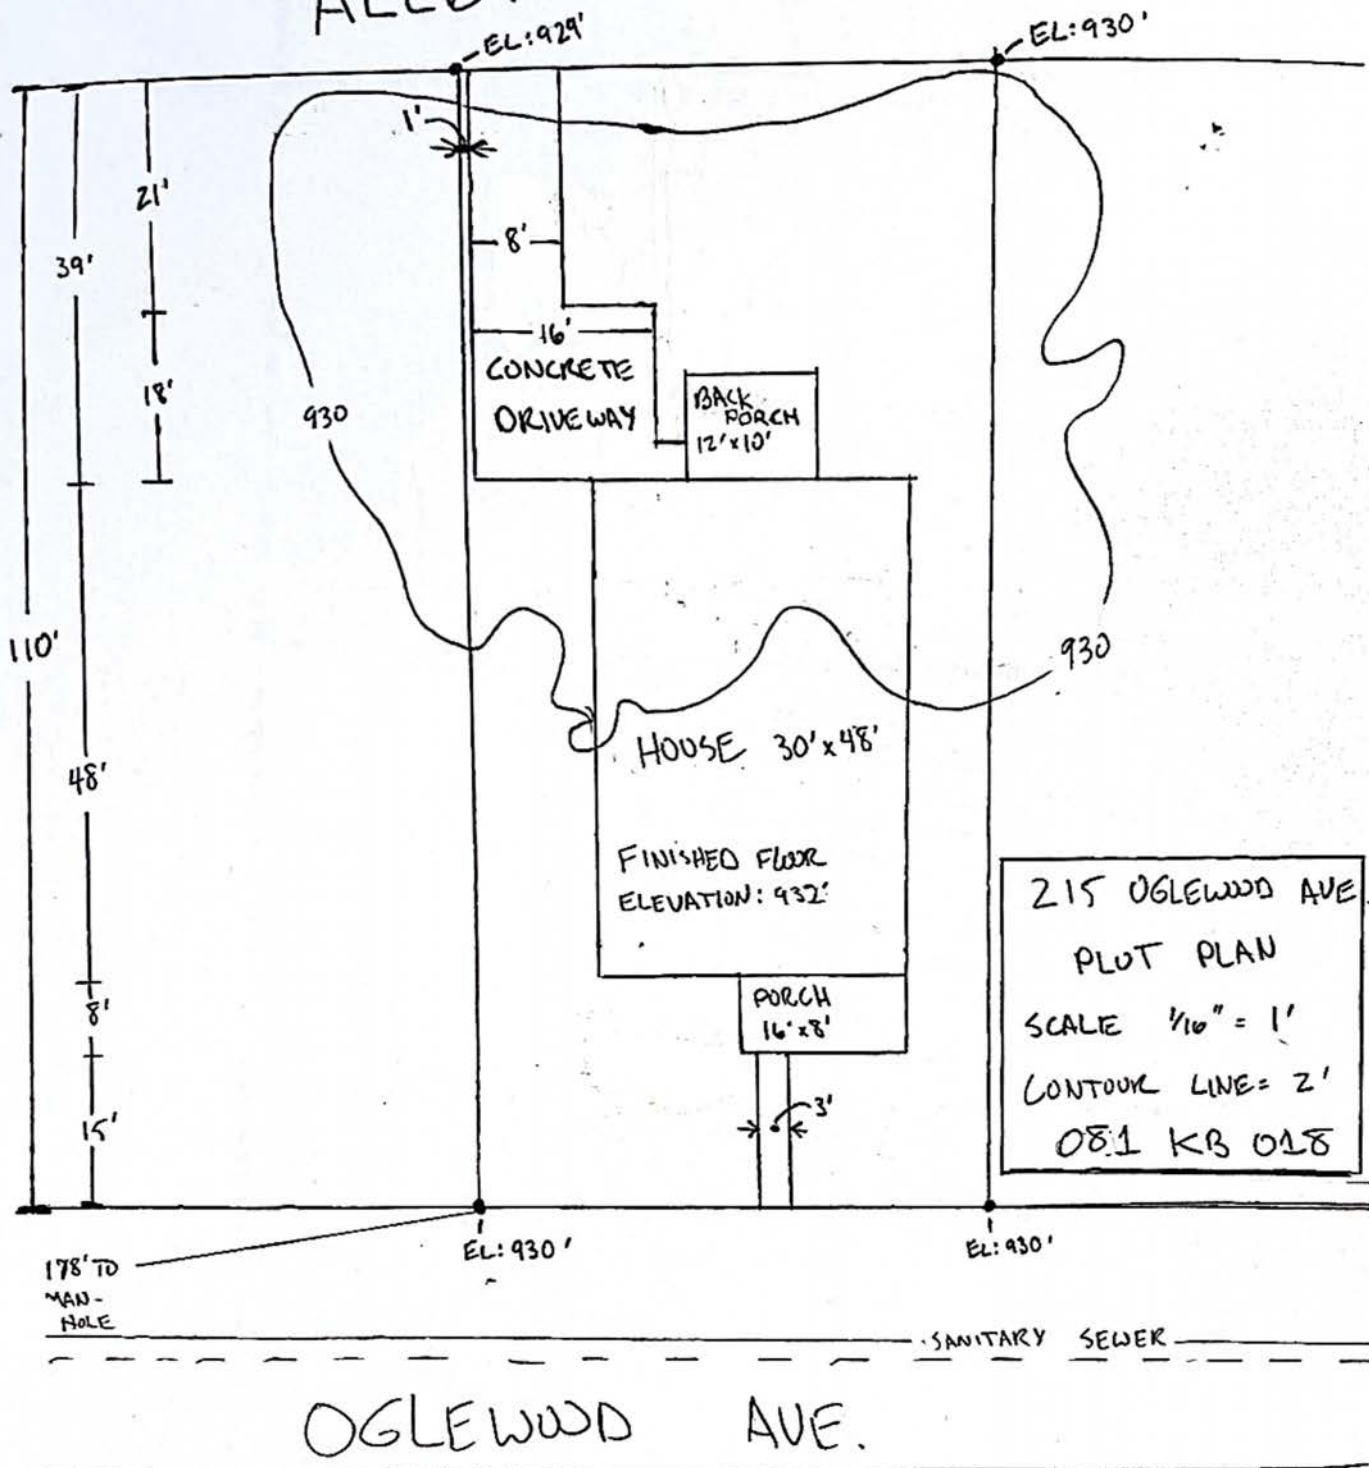 EL: 929'
EL: 930'
1'
21'
39'
8'
16'
18'
CONCRETE
DRIVEWAY
BACK
PORCH
12' x 10'
930
110'
930
48'
HOUSE 30' x 48'
FINISHED FLOOR
ELEVATION: 932'
8'
PORCH
16' x 8'
15'
3'
215 OGLEWOOD AVE.
PLOT PLAN
SCALE 1/16" = 1'
CONTOUR LINE = 2'
081 KB 018
EL: 930'
EL: 930'
178' TO
MAN-
HOLE
SANITARY SEWER
OGLEWOOD AVE.